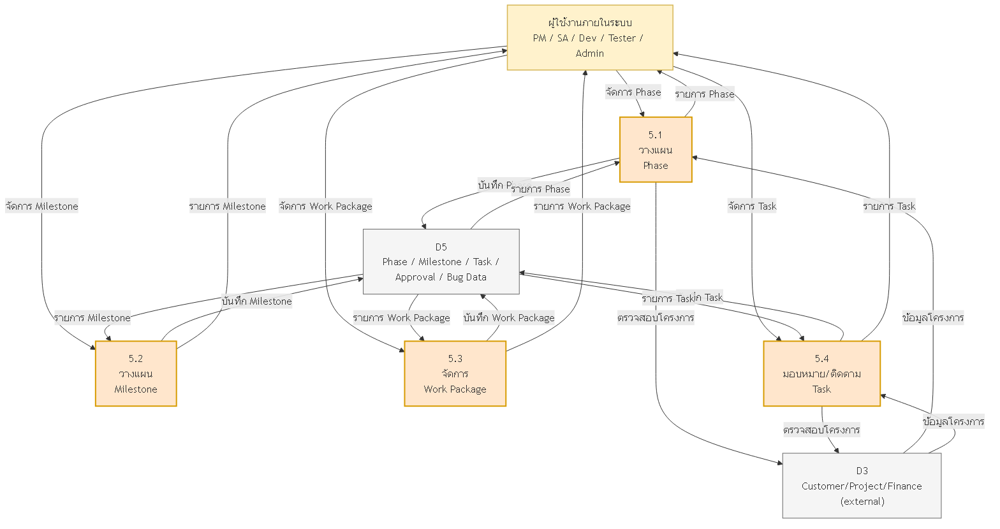 ผู้ใช้งานภายในระบบ
PM / SA / Dev / Tester /
Admin
จัดการ Phase
รายการ Phase
5.1
วางแผน
Phase
บันทึก
รายการ Phase
จัดการ Milestone
รายการ Milestone
จัดการ Work Package
รายการ Work Package
จัดการ Task
รายการ Task
D5
Phase / Milestone / Task /
Approval / Bug Data
บันทึก Milestone
รายการ Milestone
รายการ Work Package
บันทึก Work Package
รายการ Task
Task
ตรวจสอบโครงการ
ข้อมูลโครงการ
5.2
วางแผน
Milestone
5.3
จัดการ
Work Package
5.4
มอบหมาย/ติดตาม
Task
ตรวจสอบโครงการ
ข้อมูลโครงการ
D3
Customer/Project/Finance
(external)